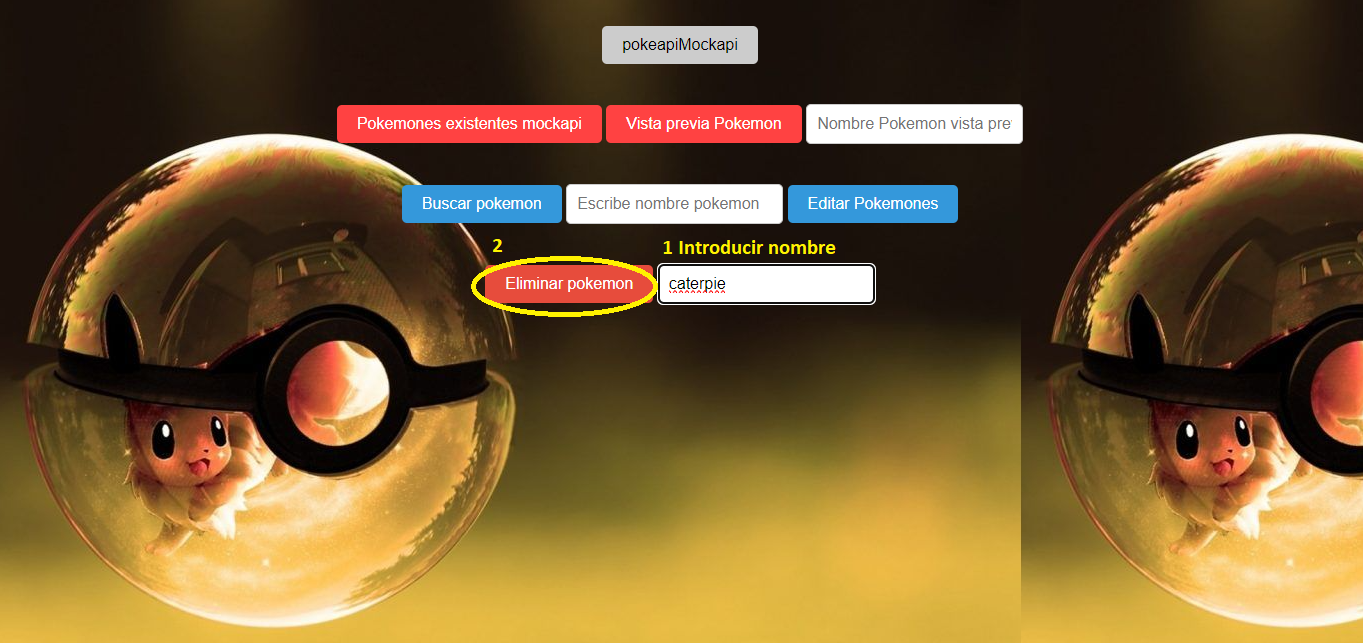 pokeapiMockapi
Pokemones existentes mockapi Vista previa Pokemon Nombre Pokemon vista pre
Buscar pokemon Escribe nombre pokemon Editar Pokemones
2 1 Introducir nombre
Eliminar pokemon caterpie